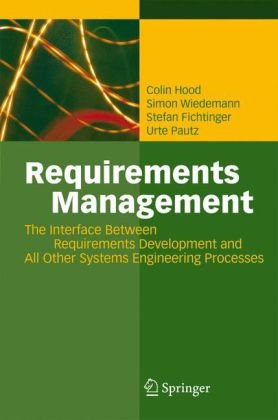 Colin Hood
Simon Wiedemann
Stefan Fichtinger
Urte Pautz
Requirements
Management
The Interface Between
Requirements Development and
All Other Systems Engineering Processes
Springer